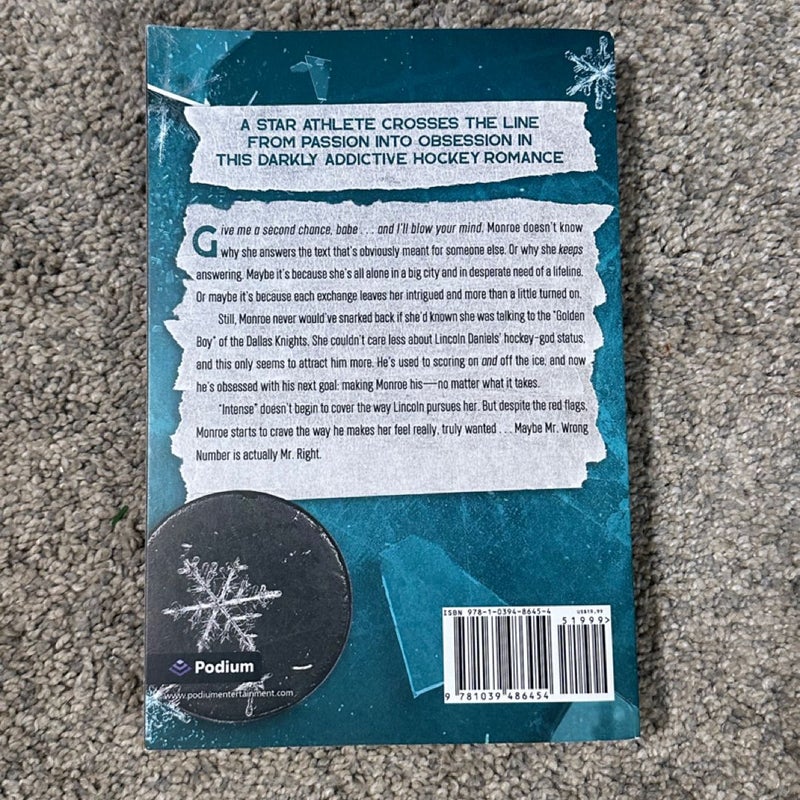 A STAR ATHLETE CROSSES THE LINE
FROM PASSION INTO OBSESSION IN
THIS DARKLY ADDICTIVE HOCKEY ROMANCE
Give me a second chance, babe . . . and I'll blow your mind. Monroe doesn't know
why she answers the text that's obviously meant for someone else. Or why she keeps
answering. Maybe it's because she's all alone in a big city and in desperate need of a lifeline.
Or maybe it's because each exchange leaves her intrigued and more than a little turned on.
Still, Monroe never would've snarked back if she'd known she was talking to the "Golden
Boy" of the Dallas Knights. She couldn't care less about Lincoln Daniels' hockey-god status,
and this only seems to attract him more. He's used to scoring on and off the ice, and now
he's obsessed with his next goal: making Monroe his—no matter what it takes.
"Intense" doesn't begin to cover the way Lincoln pursues her. But despite the red flags,
Monroe starts to crave the way he makes her feel really, truly wanted . . . Maybe Mr. Wrong
Number is actually Mr. Right.
Podium
www.podiumentertainment.com
ISBN 978-1-0394-8645-4
US$19.99
51999>
9 781039 486454